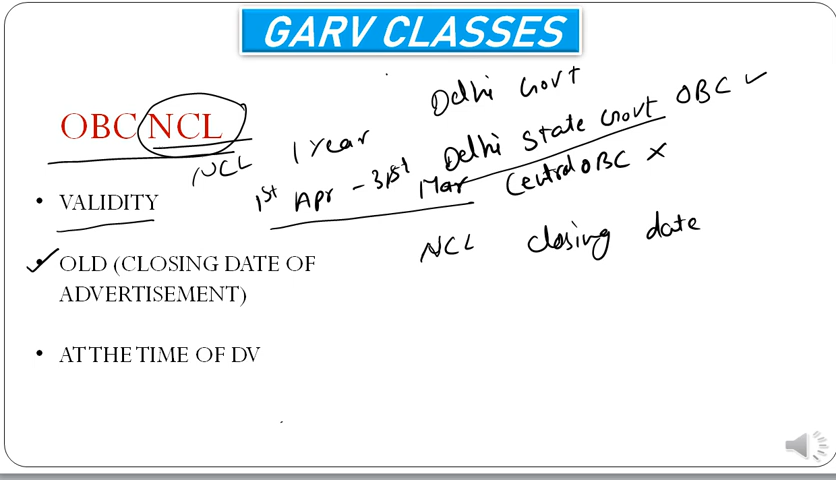 GARV CLASSES
OBC NCL
NCL
1 Year
Delhi Govt
Delhi State Govt OBC ✓
1st Apr - 31st Mar
Central OBC ×
• VALIDITY
NCL closing date
• OLD (CLOSING DATE OF
ADVERTISEMENT)
• AT THE TIME OF DV